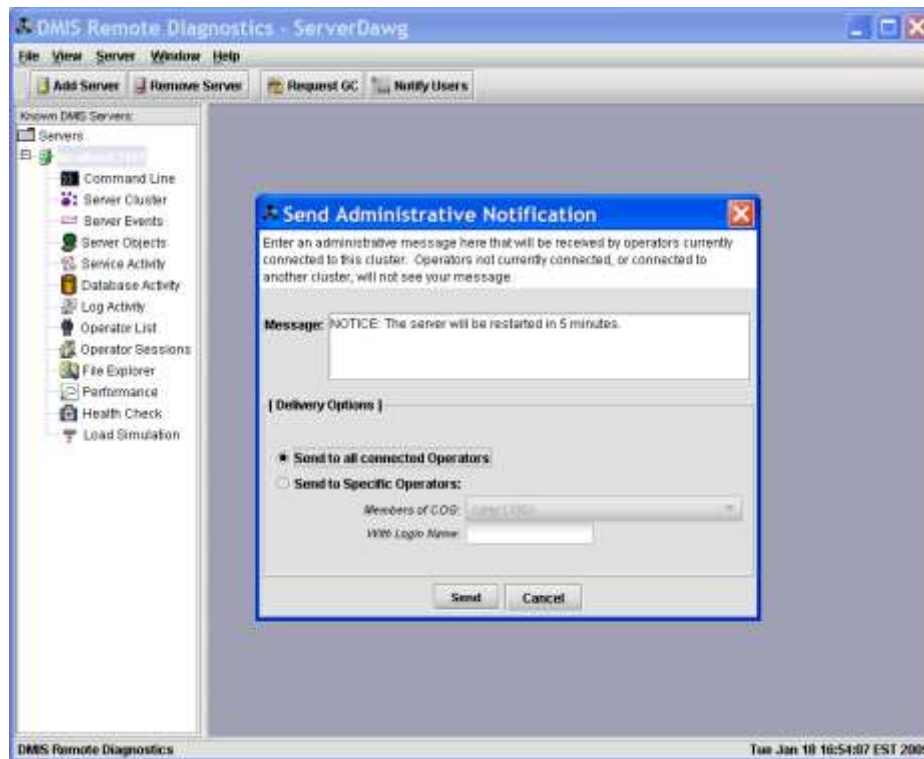 DMIS Remote Diagnostics - ServerDawg
File View Server Window Help
Add Server Remove Server Request GC Notify Users
Known DMIS Servers:
Servers
Command Line
Server Cluster
Server Events
Server Objects
Service Activity
Database Activity
Log Activity
Operator List
Operator Sessions
File Explorer
Performance
Health Check
Load Simulation
Send Administrative Notification
Enter an administrative message here that will be received by operators currently
connected to this cluster. Operators not currently connected, or connected to
another cluster, will not see your message.
Message: NOTICE: The server will be restarted in 5 minutes.
[ Delivery Options ]
Send to all connected Operators
Send to Specific Operators:
Members of COG:
With Login Name:
Send Cancel
DMIS Remote Diagnostics
Tue Jan 18 16:54:07 EST 200